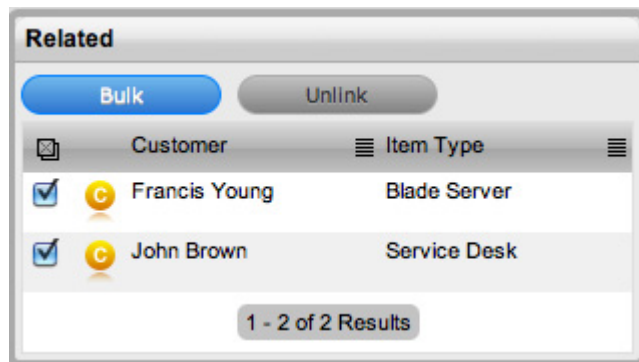 Related
Bulk Unlink
Customer Item Type
C Francis Young Blade Server
C John Brown Service Desk
1 - 2 of 2 Results